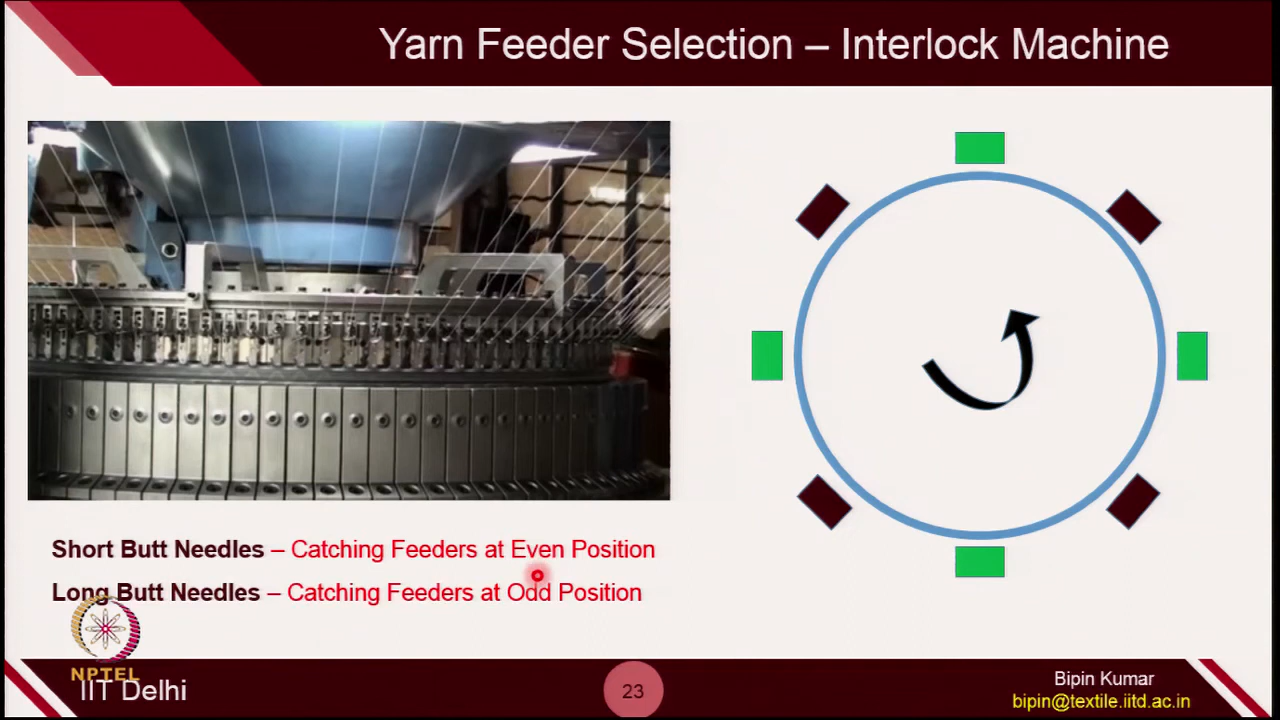 Yarn Feeder Selection – Interlock Machine
Short Butt Needles – Catching Feeders at Even Position
Long Butt Needles – Catching Feeders at Odd Position
NPTEL
IIT Delhi
23
Bipin Kumar
bipin@textile.iitd.ac.in